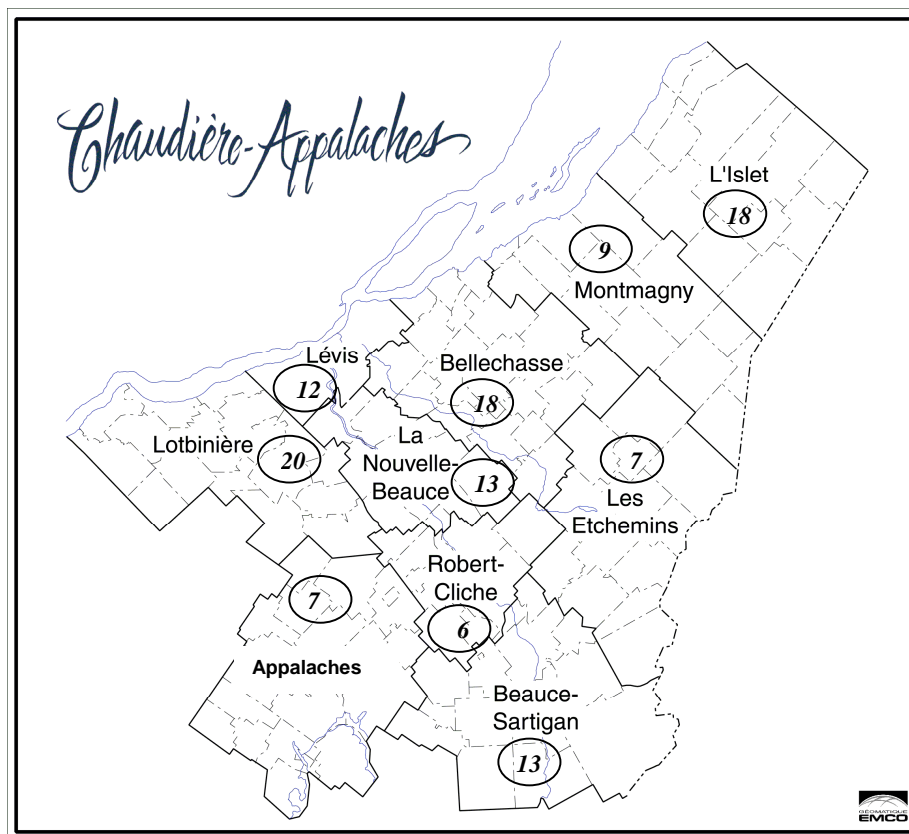 Chaudière-Appalaches
L'Islet
18
9
Montmagny
Lévis
12
Bellechasse
18
Lotbinière
20
La
Nouvelle-
Beauce
13
7
Les
Etchemins
Robert-
Cliche
6
7
Appalaches
Beauce-
Sartigan
13
GÉOMATIQUE
EMCO